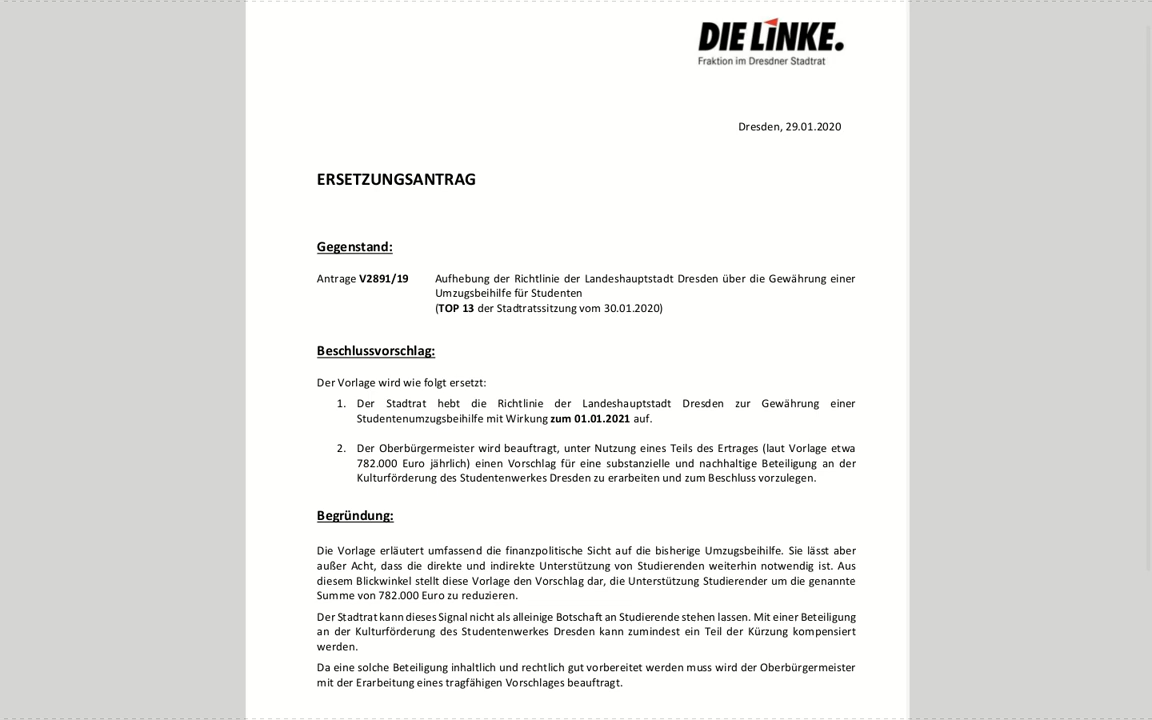 DIE LINKE.
Fraktion im Dresdner Stadtrat
Dresden, 29.01.2020
ERSETZUNGSANTRAG
Gegenstand:
Antrage V2891/19 Aufhebung der Richtlinie der Landeshauptstadt Dresden über die Gewährung einer
Umzugsbeihilfe für Studenten
(TOP 13 der Stadtratssitzung vom 30.01.2020)
Beschlussvorschlag:
Der Vorlage wird wie folgt ersetzt:
1. Der Stadtrat hebt die Richtlinie der Landeshauptstadt Dresden zur Gewährung einer
Studentenumzugsbeihilfe mit Wirkung zum 01.01.2021 auf.
2. Der Oberbürgermeister wird beauftragt, unter Nutzung eines Teils des Ertrages (laut Vorlage etwa
782.000 Euro jährlich) einen Vorschlag für eine substanzielle und nachhaltige Beteiligung an der
Kulturförderung des Studentenwerkes Dresden zu erarbeiten und zum Beschluss vorzulegen.
Begründung:
Die Vorlage erläutert umfassend die finanzpolitische Sicht auf die bisherige Umzugsbeihilfe. Sie lässt aber
außer Acht, dass die direkte und indirekte Unterstützung von Studierenden weiterhin notwendig ist. Aus
diesem Blickwinkel stellt diese Vorlage den Vorschlag dar, die Unterstützung Studierender um die genannte
Summe von 782.000 Euro zu reduzieren.
Der Stadtrat kann dieses Signal nicht als alleinige Botschaft an Studierende stehen lassen. Mit einer Beteiligung
an der Kulturförderung des Studentenwerkes Dresden kann zumindest ein Teil der Kürzung kompensiert
werden.
Da eine solche Beteiligung inhaltlich und rechtlich gut vorbereitet werden muss wird der Oberbürgermeister
mit der Erarbeitung eines tragfähigen Vorschlages beauftragt.